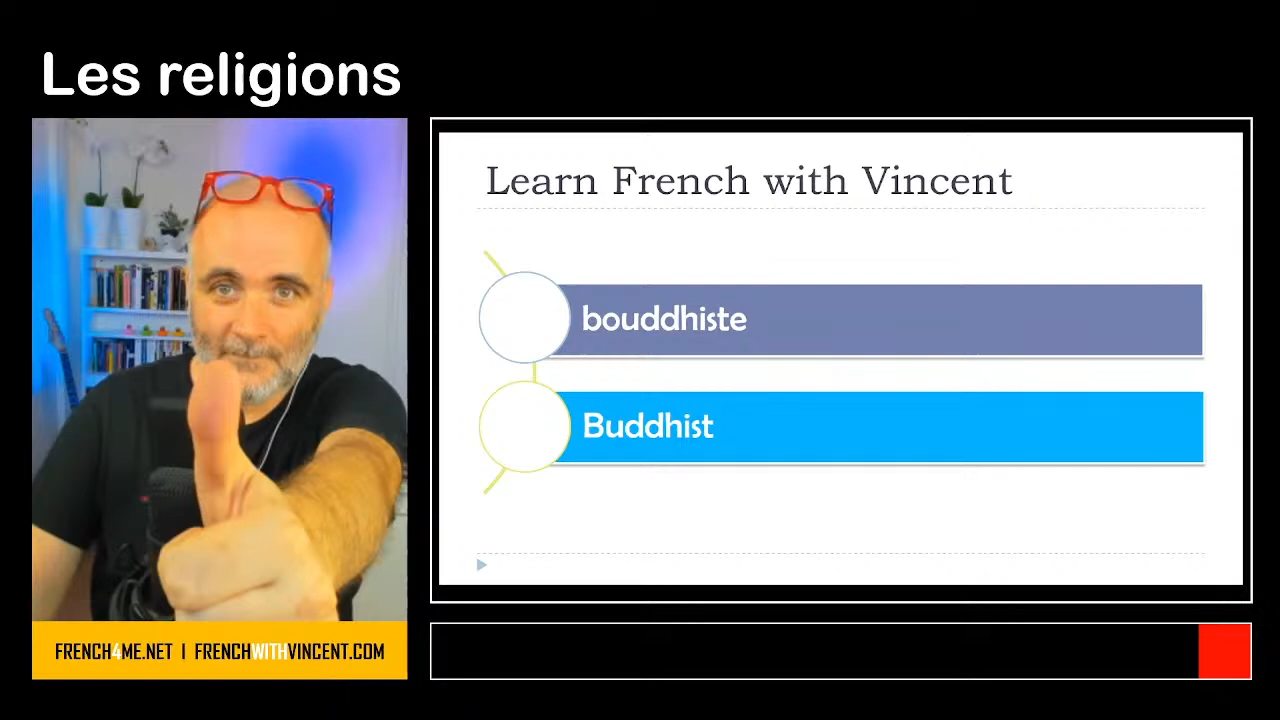 Les religions
Learn French with Vincent
bouddhiste
Buddhist
FRENCH4ME.NET I FRENCHWITHVINCENT.COM